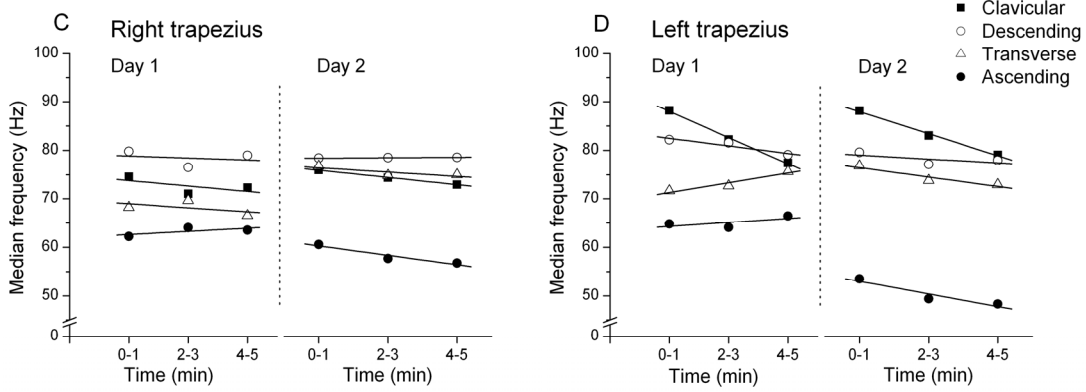 C Right trapezius
Day 1
Day 2
Median frequency (Hz)
100
90
80
70
60
50
0
0-1 2-3 4-5 0-1 2-3 4-5
Time (min) Time (min)
D Left trapezius
Day 1
Day 2
Clavicular
Descending
Transverse
Ascending
Median frequency (Hz)
100
90
80
70
60
50
0
0-1 2-3 4-5 0-1 2-3 4-5
Time (min) Time (min)